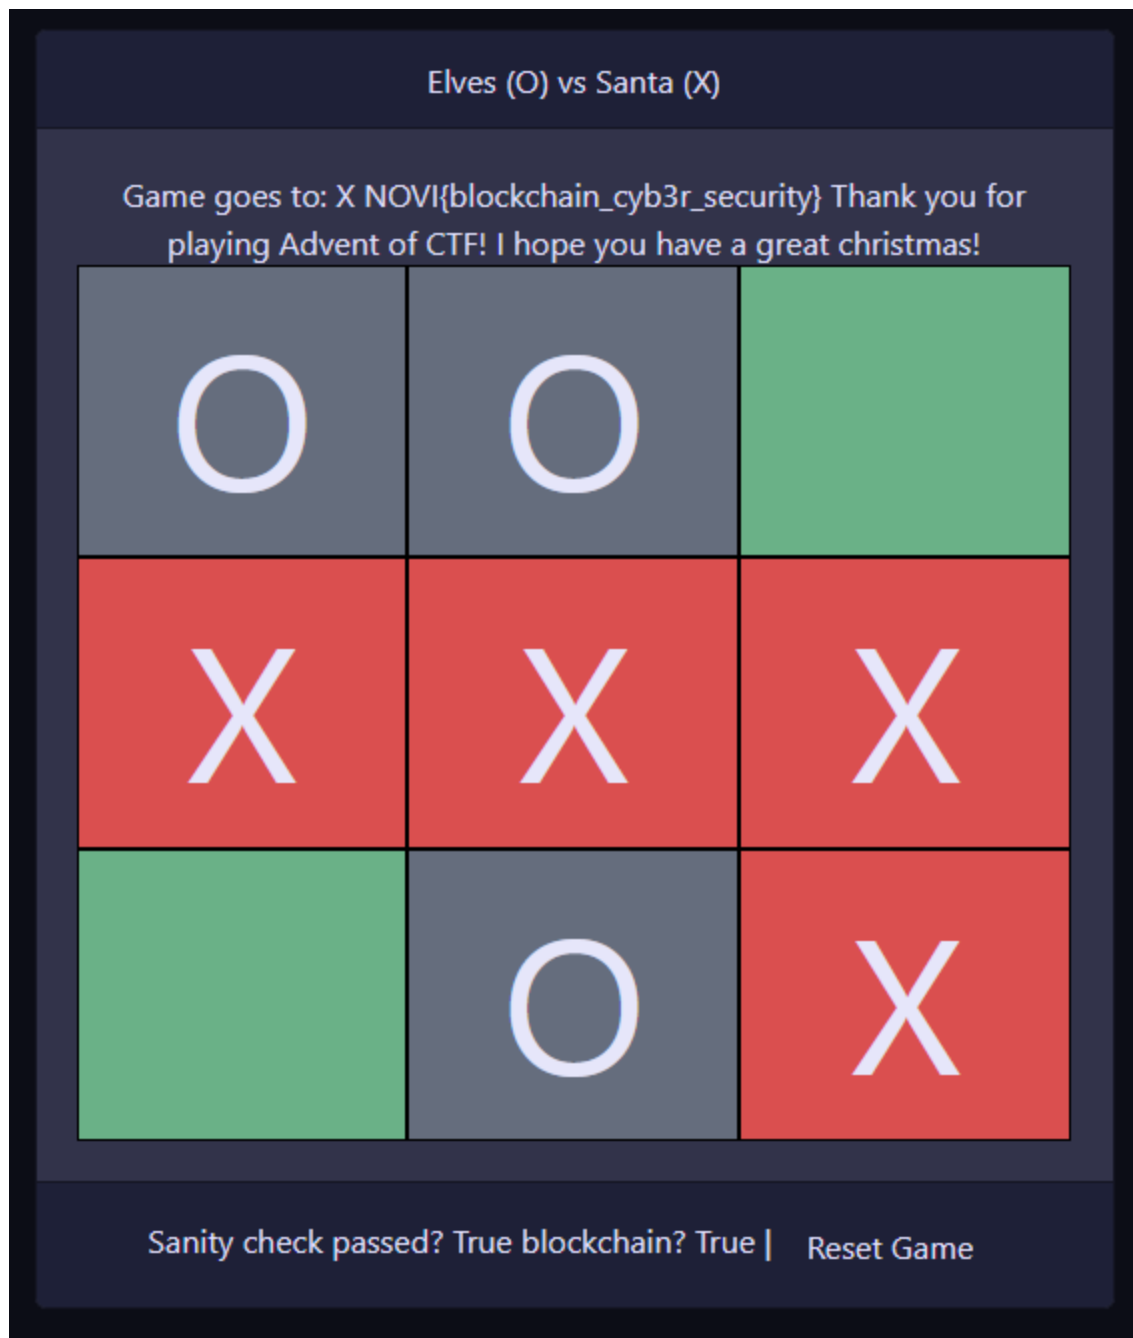 Elves (O) vs Santa (X)
Game goes to: X NOVI{blockchain_cyb3r_security} Thank you for
playing Advent of CTF! I hope you have a great christmas!
O O
X X X
O X
Sanity check passed? True blockchain? True | Reset Game